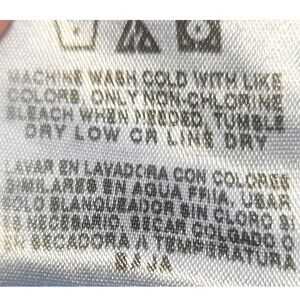 MACHINE WASH COLD WITH LIKE
COLORS, ONLY NON-CHLORINE
BLEACH WHEN NEEDED, TUMBLE
DRY LOW OR LINE DRY
LAVAR EN LAVADORA CON COLORES
SIMILARES EN AGUA FRIA, USAR
SOLO BLANQUEADOR SIN CLORO SI
ES NECESARIO, SECAR COLGADO O
EN SECADORA A TEMPERATURA
BAJA